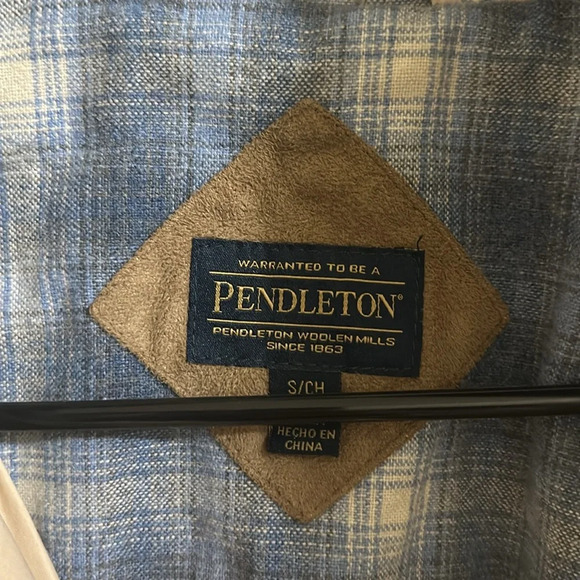 WARRANTED TO BE A
PENDLETON®
PENDLETON WOOLEN MILLS
SINCE 1863
S/CH
HECHO EN
CHINA